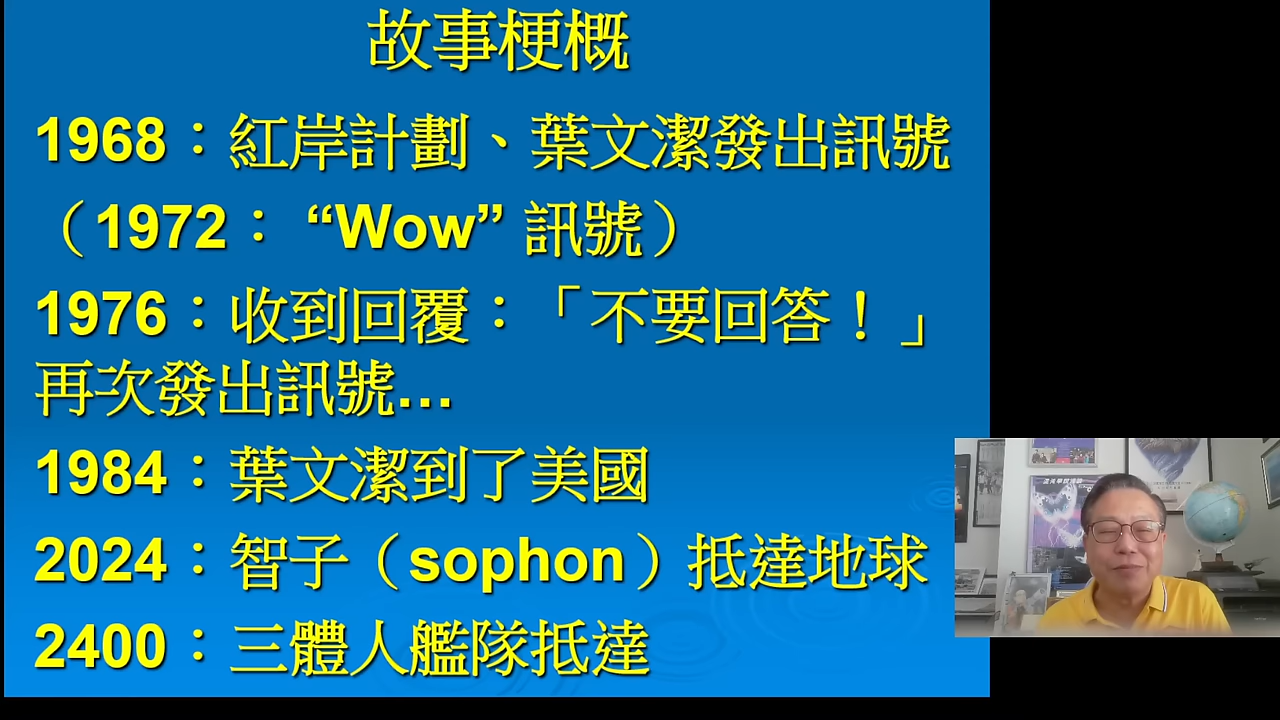 故事梗概
1968：紅岸計劃、葉文潔發出訊號
（1972： “Wow” 訊號）
1976：收到回覆：「不要回答！」
再次發出訊號…
1984：葉文潔到了美國
2024：智子（sophon）抵達地球
2400：三體人艦隊抵達